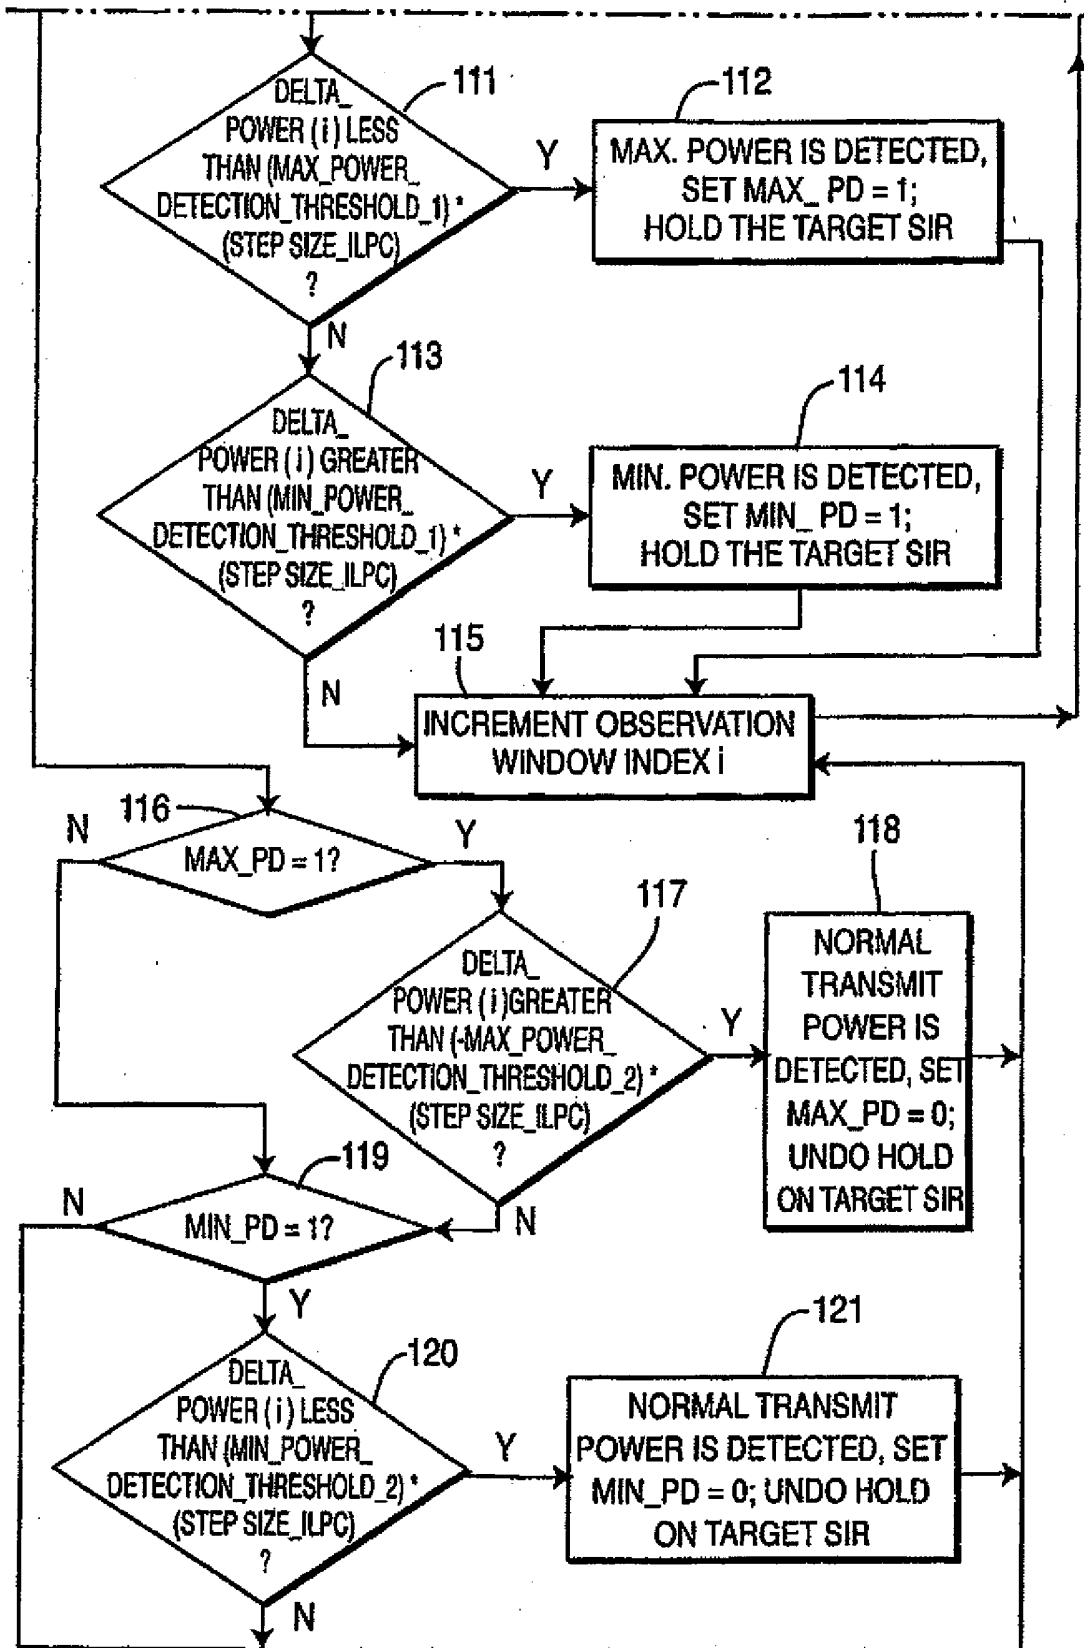 DELTA_
POWER (i) LESS
THAN (MAX_POWER_
DETECTION_THRESHOLD_1) *
(STEP SIZE_ILPC)
?
111
Y
112
MAX. POWER IS DETECTED,
SET MAX_ PD = 1;
HOLD THE TARGET SIR
N
113
DELTA_
POWER (i) GREATER
THAN (MIN_POWER_
DETECTION_THRESHOLD_1) *
(STEP SIZE_ILPC)
?
Y
114
MIN. POWER IS DETECTED,
SET MIN_ PD = 1;
HOLD THE TARGET SIR
N
115
INCREMENT OBSERVATION
WINDOW INDEX i
116
N
MAX_PD = 1?
Y
117
DELTA_
POWER (i)GREATER
THAN (-MAX_POWER_
DETECTION_THRESHOLD_2) *
(STEP SIZE_ILPC)
?
Y
118
NORMAL
TRANSMIT
POWER IS
DETECTED, SET
MAX_PD = 0;
UNDO HOLD
ON TARGET SIR
N
119
N
MIN_PD = 1?
Y
120
DELTA_
POWER (i) LESS
THAN (MIN_POWER_
DETECTION_THRESHOLD_2) *
(STEP SIZE_ILPC)
?
Y
121
NORMAL TRANSMIT
POWER IS DETECTED, SET
MIN_PD = 0; UNDO HOLD
ON TARGET SIR
N